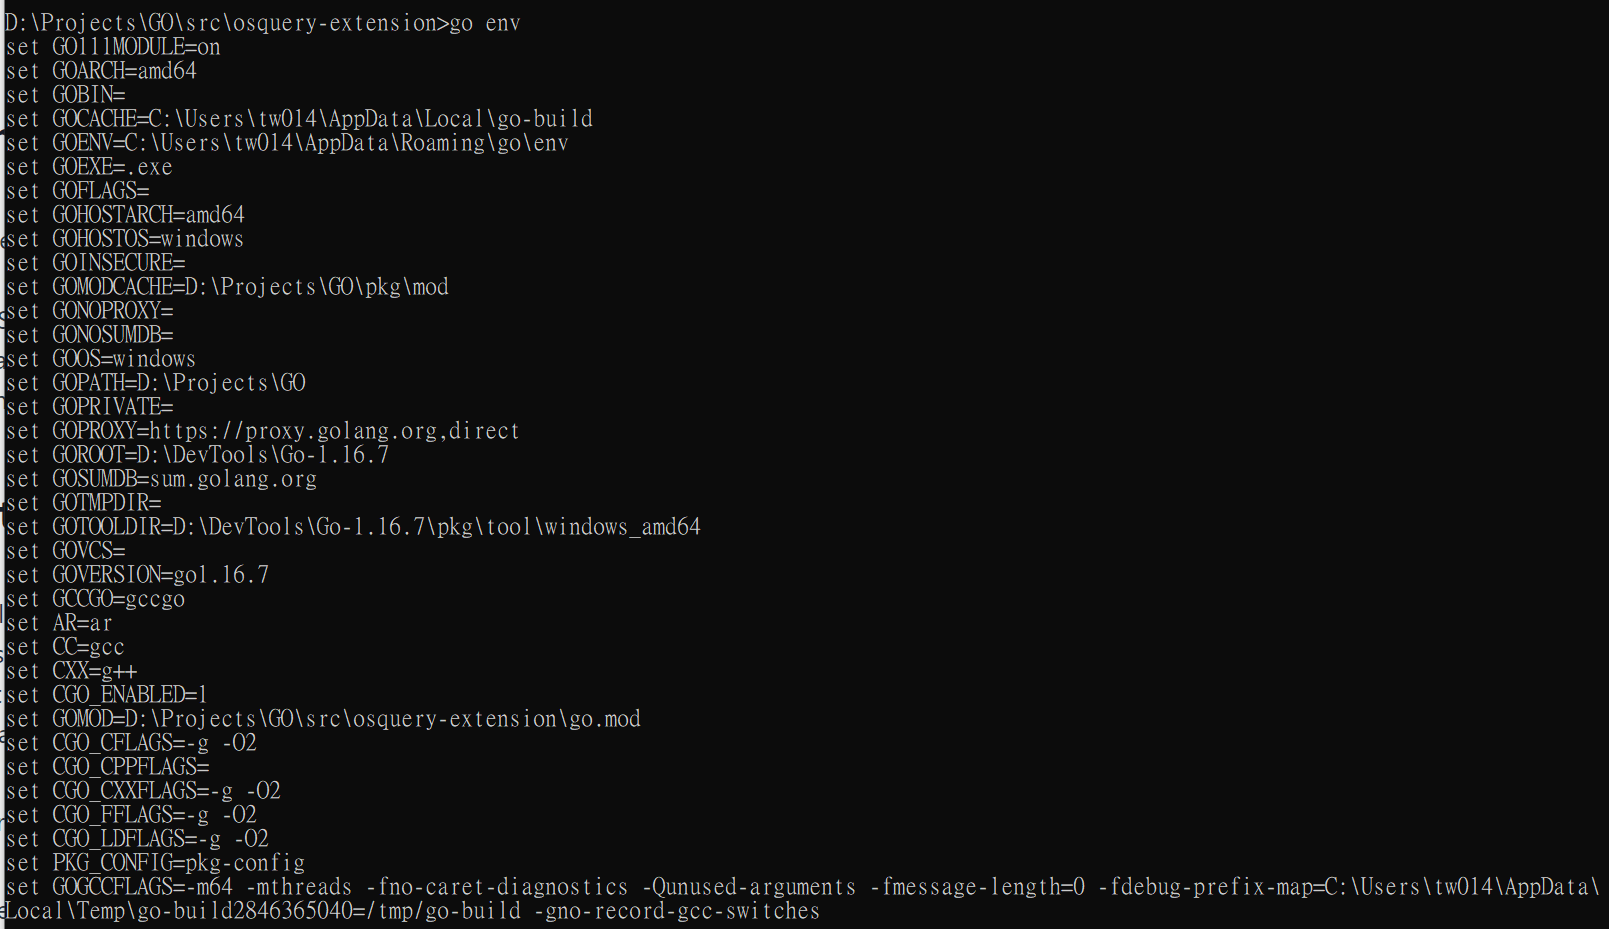 D:\Projects\GO\src\osquery-extension>go env
set GO111MODULE=on
set GOARCH=amd64
set GOBIN=
set GOCACHE=C:\Users\tw014\AppData\Local\go-build
set GOENV=C:\Users\tw014\AppData\Roaming\go\env
set GOEXE=.exe
set GOFLAGS=
set GOHOSTARCH=amd64
set GOHOSTOS=windows
set GOINSECURE=
set GOMODCACHE=D:\Projects\GO\pkg\mod
set GONOPROXY=
set GONOSUMDB=
set GOOS=windows
set GOPATH=D:\Projects\GO
set GOPRIVATE=
set GOPROXY=https://proxy.golang.org,direct
set GOROOT=D:\DevTools\Go-1.16.7
set GOSUMDB=sum.golang.org
set GOTMPDIR=
set GOTOOLDIR=D:\DevTools\Go-1.16.7\pkg\tool\windows_amd64
set GOVCS=
set GOVERSION=go1.16.7
set GCCGO=gccgo
set AR=ar
set CC=gcc
set CXX=g++
set CGO_ENABLED=1
set GOMOD=D:\Projects\GO\src\osquery-extension\go.mod
set CGO_CFLAGS=-g -O2
set CGO_CPPFLAGS=
set CGO_CXXFLAGS=-g -O2
set CGO_FFLAGS=-g -O2
set CGO_LDFLAGS=-g -O2
set PKG_CONFIG=pkg-config
set GOGCCFLAGS=-m64 -mthreads -fno-caret-diagnostics -Qunused-arguments -fmessage-length=0 -fdebug-prefix-map=C:\Users\tw014\AppData\
Local\Temp\go-build2846365040=/tmp/go-build -gno-record-gcc-switches